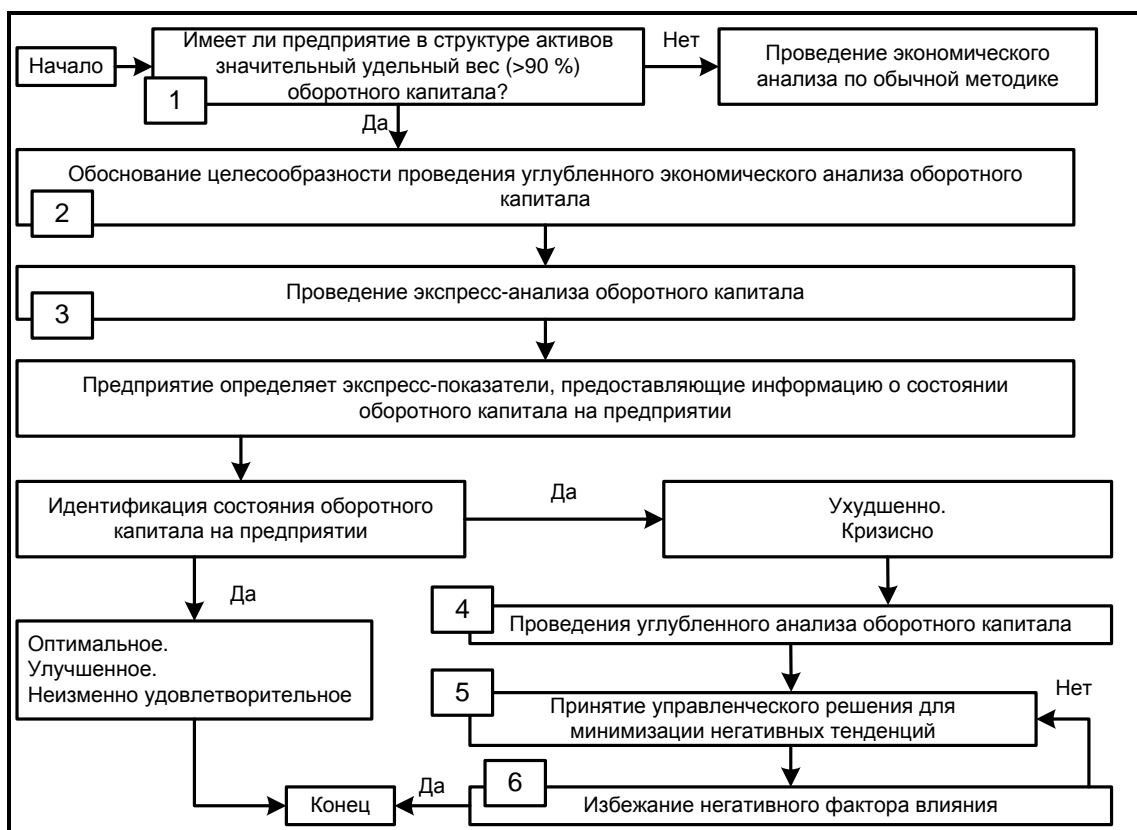 Начало
Имеет ли предприятие в структуре активов
значительный удельный вес (>90 %)
оборотного капитала?
1
Нет
Проведение экономического
анализа по обычной методике
Да
Обоснование целесообразности проведения углубленного экономического анализа оборотного
капитала
2
Проведение экспресс-анализа оборотного капитала
3
Предприятие определяет экспресс-показатели, предоставляющие информацию о состоянии
оборотного капитала на предприятии
Идентификация состояния оборотного
капитала на предприятии
Да
Ухудшенно.
Кризисно
Да
Оптимальное.
Улучшенное.
Неизменно удовлетворительное
4
Проведения углубленного анализа оборотного капитала
5
Принятие управленческого решения для
минимизации негативных тенденций
Нет
6
Избежание негативного фактора влияния
Да
Конец